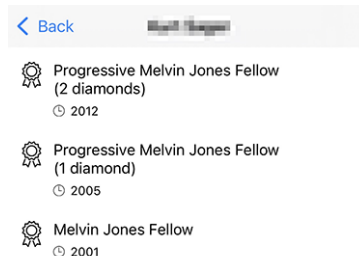 Back
Progressive Melvin Jones Fellow
(2 diamonds)
2012
Progressive Melvin Jones Fellow
(1 diamond)
2005
Melvin Jones Fellow
2001